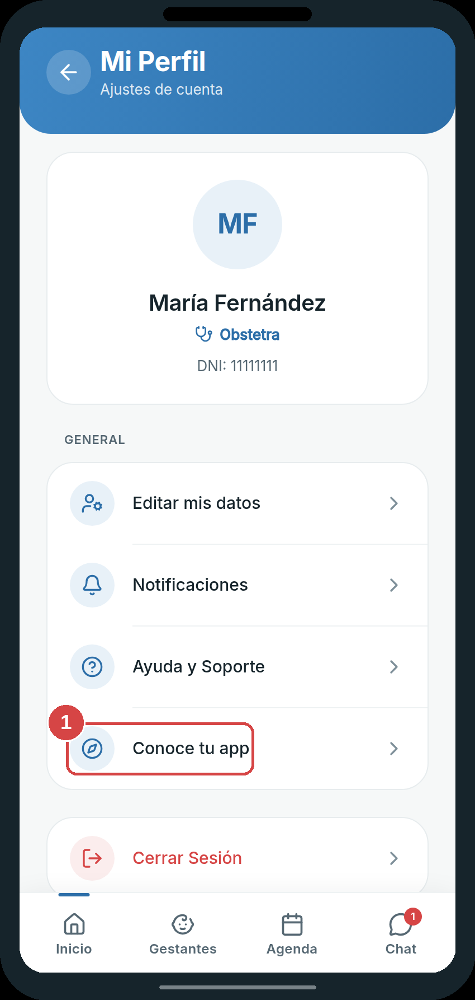 Mi Perfil
Ajustes de cuenta
MF
María Fernández
Obstetra
DNI: 11111111
GENERAL
Editar mis datos
Notificaciones
Ayuda y Soporte
1
Conoce tu app
Cerrar Sesión
1
Inicio Gestantes Agenda Chat